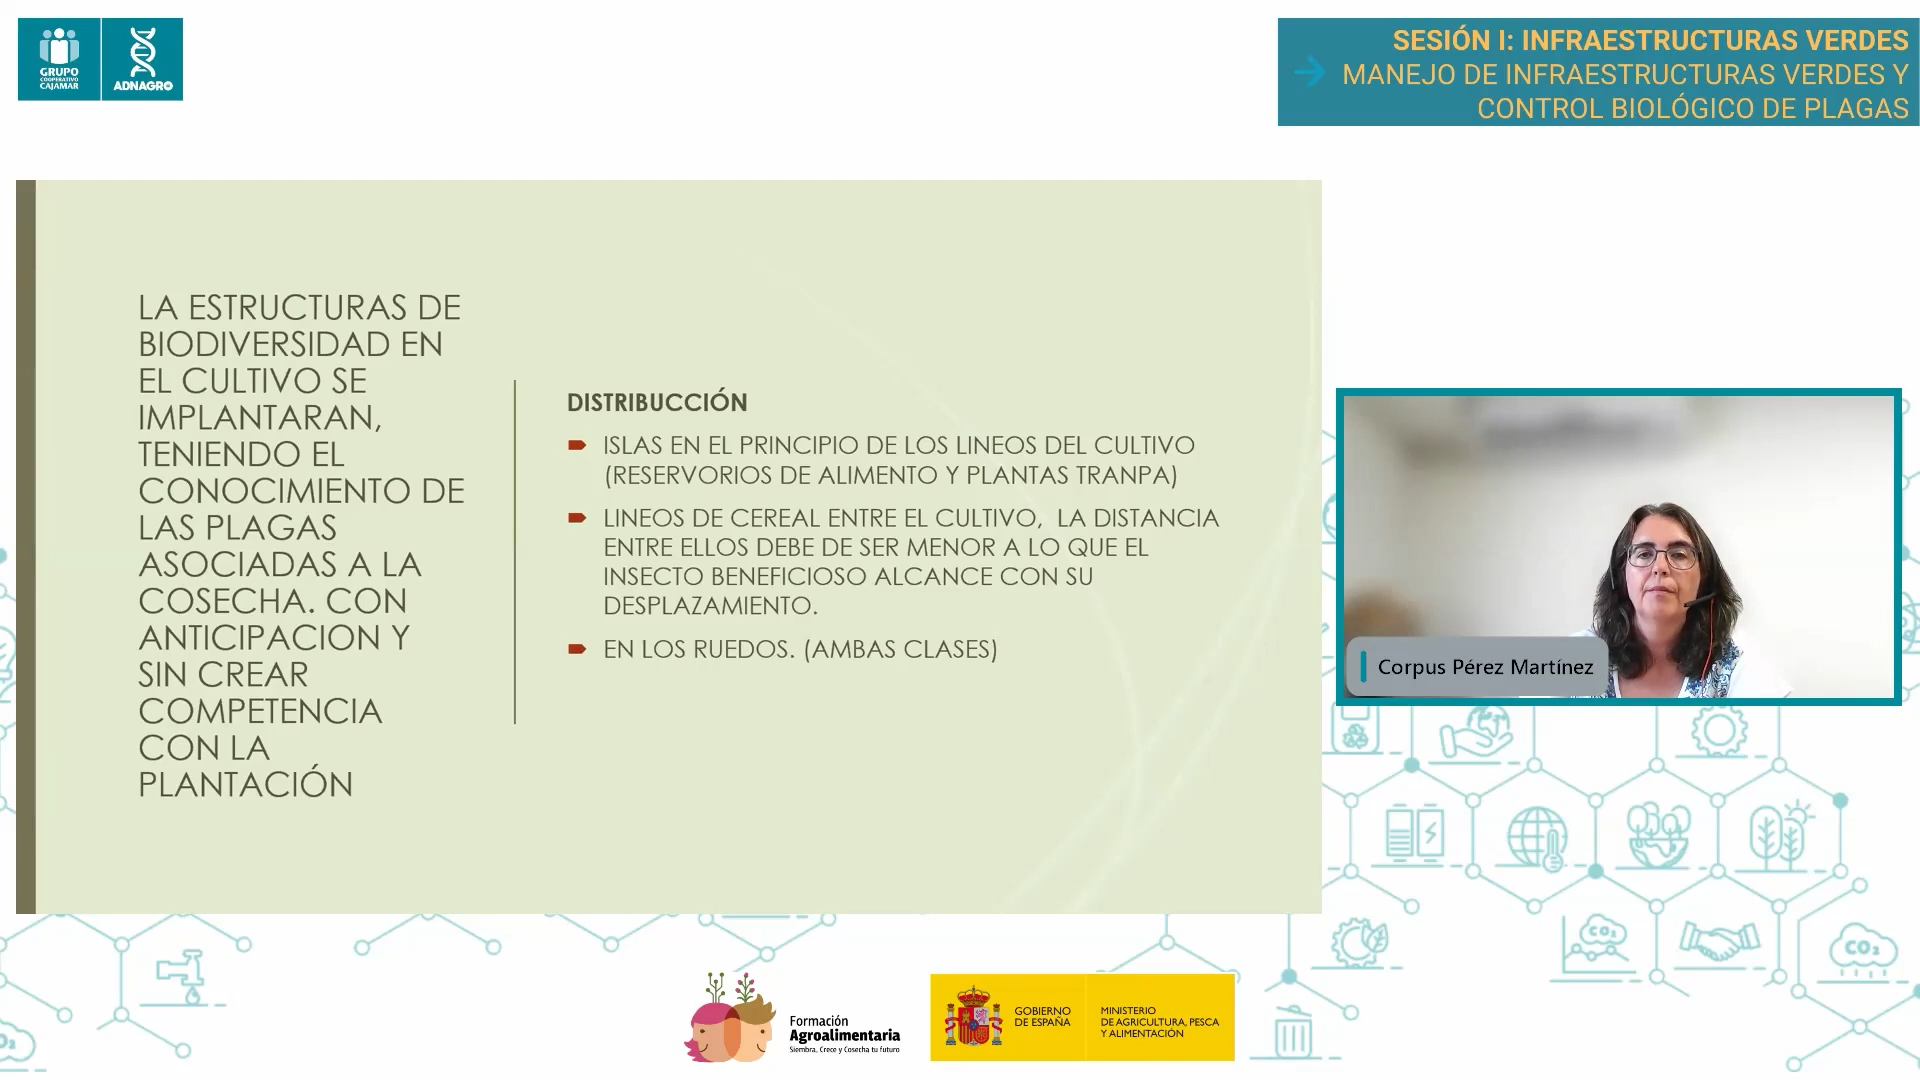 GRUPO
COOPERATIVO
CAJAMAR
ADNAGRO
SESIÓN I: INFRAESTRUCTURAS VERDES
MANEJO DE INFRAESTRUCTURAS VERDES Y
CONTROL BIOLÓGICO DE PLAGAS
LA ESTRUCTURAS DE
BIODIVERSIDAD EN
EL CULTIVO SE
IMPLANTARAN,
TENIENDO EL
CONOCIMIENTO DE
LAS PLAGAS
ASOCIADAS A LA
COSECHA. CON
ANTICIPACION Y
SIN CREAR
COMPETENCIA
CON LA
PLANTACIÓN
DISTRIBUCCIÓN
ISLAS EN EL PRINCIPIO DE LOS LINEOS DEL CULTIVO
(RESERVORIOS DE ALIMENTO Y PLANTAS TRANPA)
LINEOS DE CEREAL ENTRE EL CULTIVO, LA DISTANCIA
ENTRE ELLOS DEBE DE SER MENOR A LO QUE EL
INSECTO BENEFICIOSO ALCANCE CON SU
DESPLAZAMIENTO.
EN LOS RUEDOS. (AMBAS CLASES)
Corpus Pérez Martínez
CO₂
CO₂
Formación
Agroalimentaria
Siembra, Crece y Cosecha tu futuro
GOBIERNO
DE ESPAÑA
MINISTERIO
DE AGRICULTURA, PESCA
Y ALIMENTACIÓN